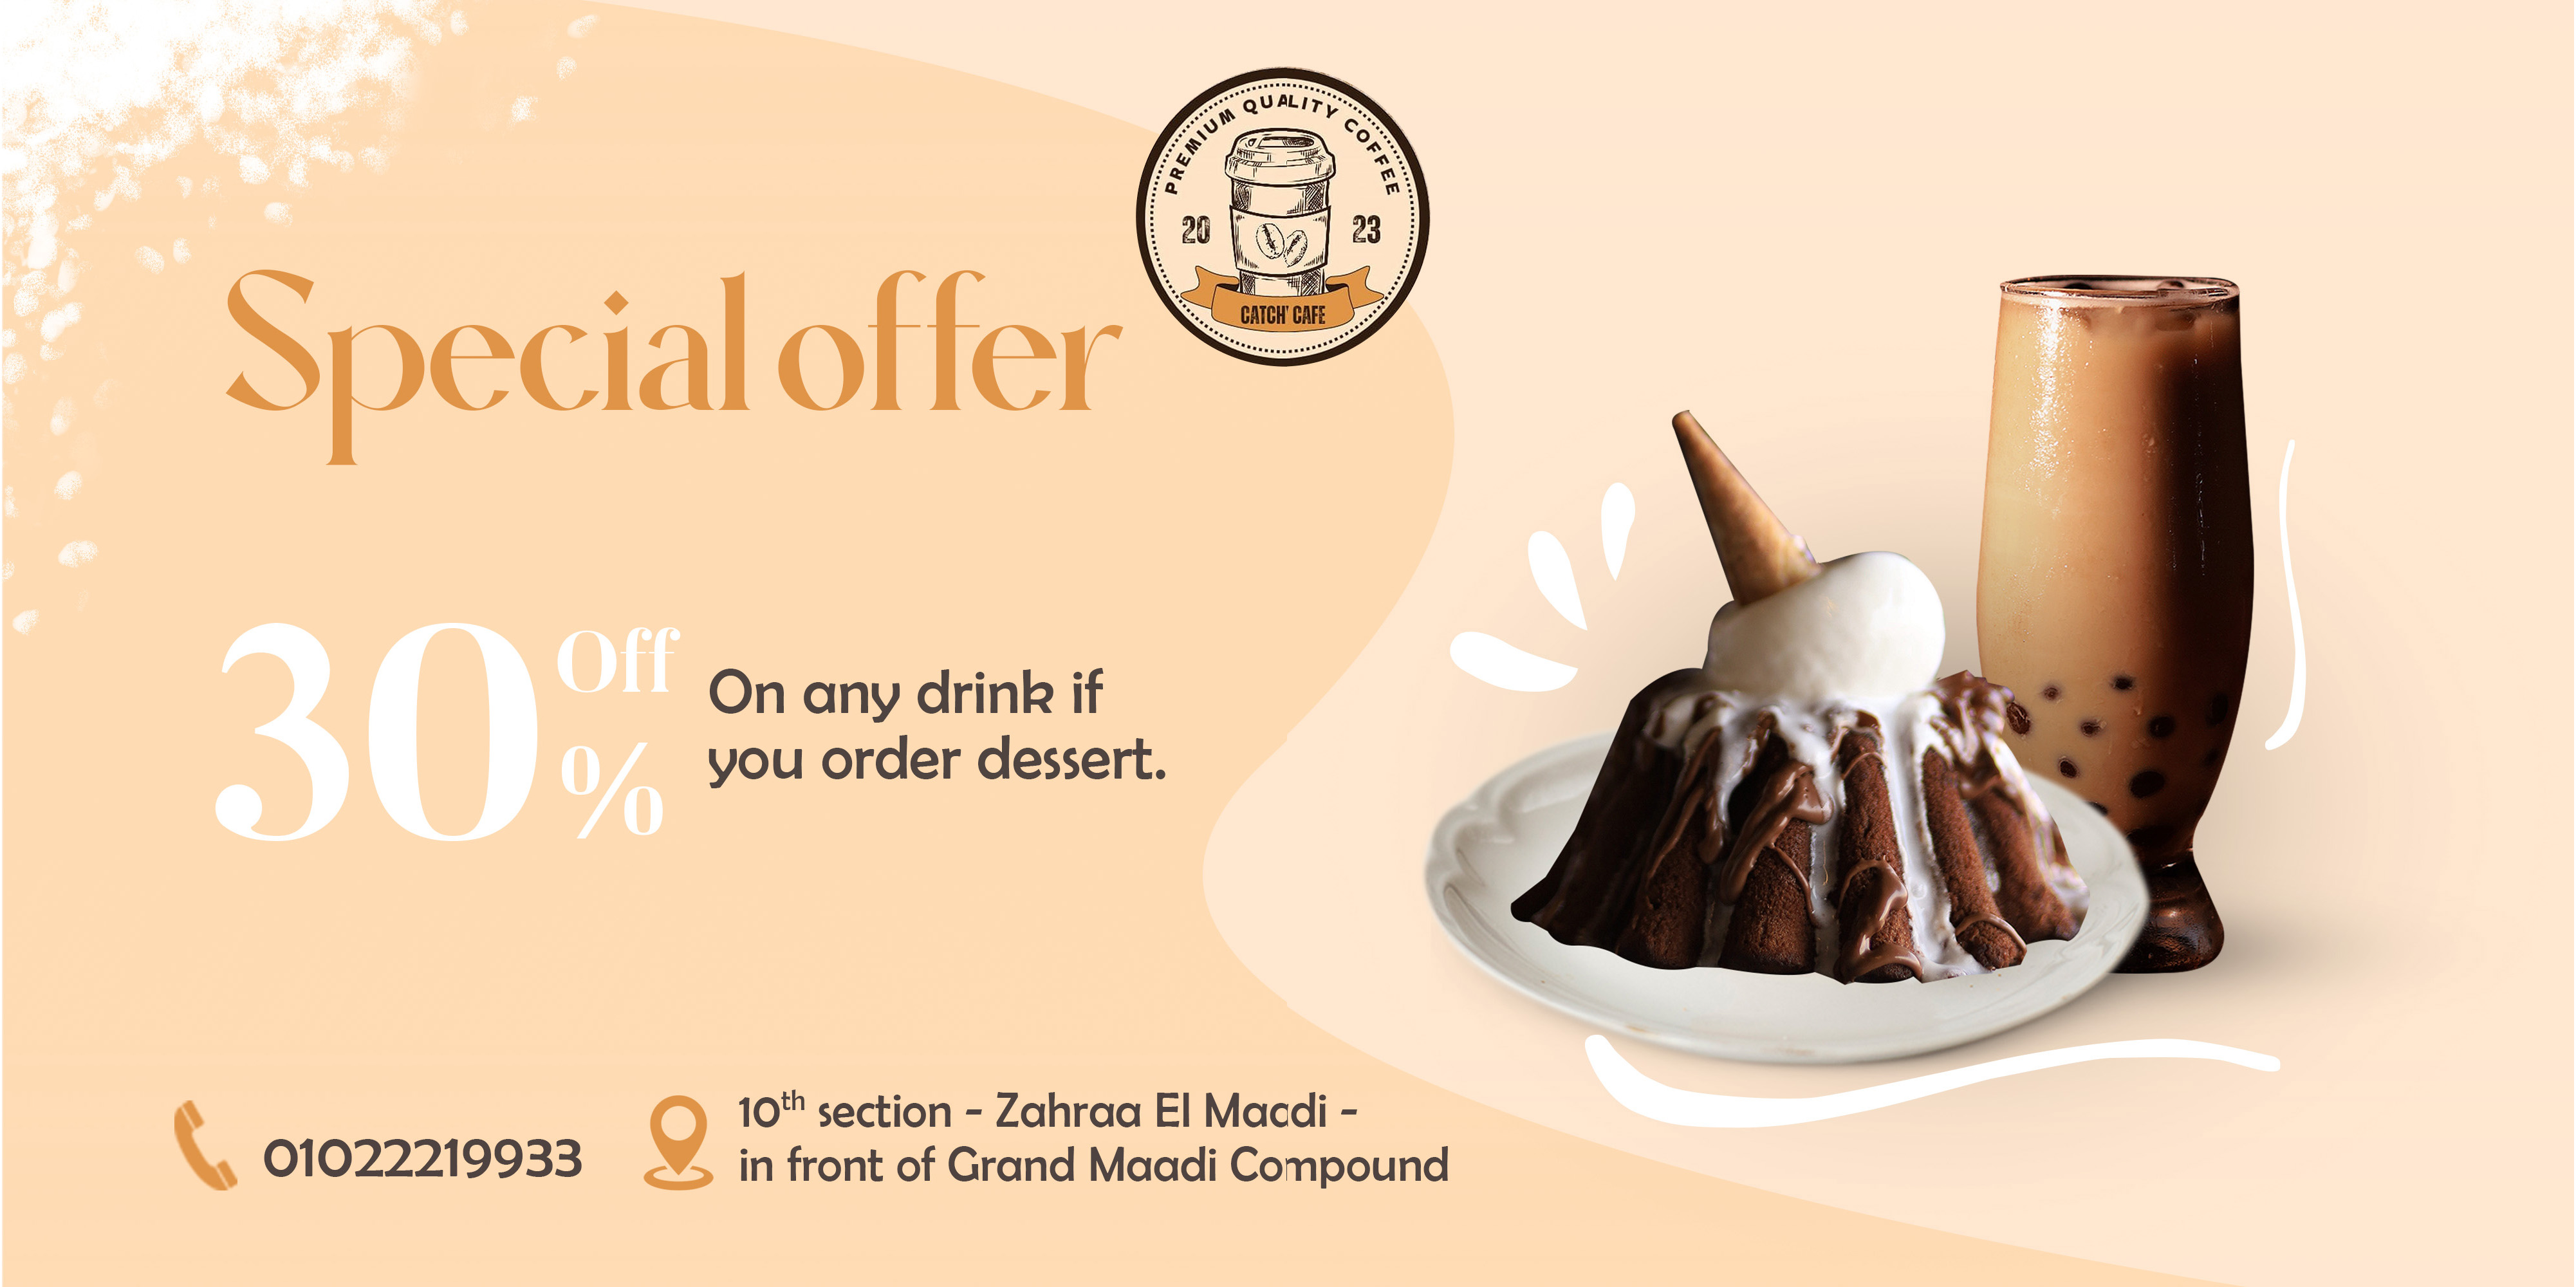 PREMIUM QUALITY COFFEE
20 23
CATCH' CAFE
Special offer
30 Off %
On any drink if
you order dessert.
01022219933
10th section - Zahraa El Maadi -
in front of Grand Maadi Compound